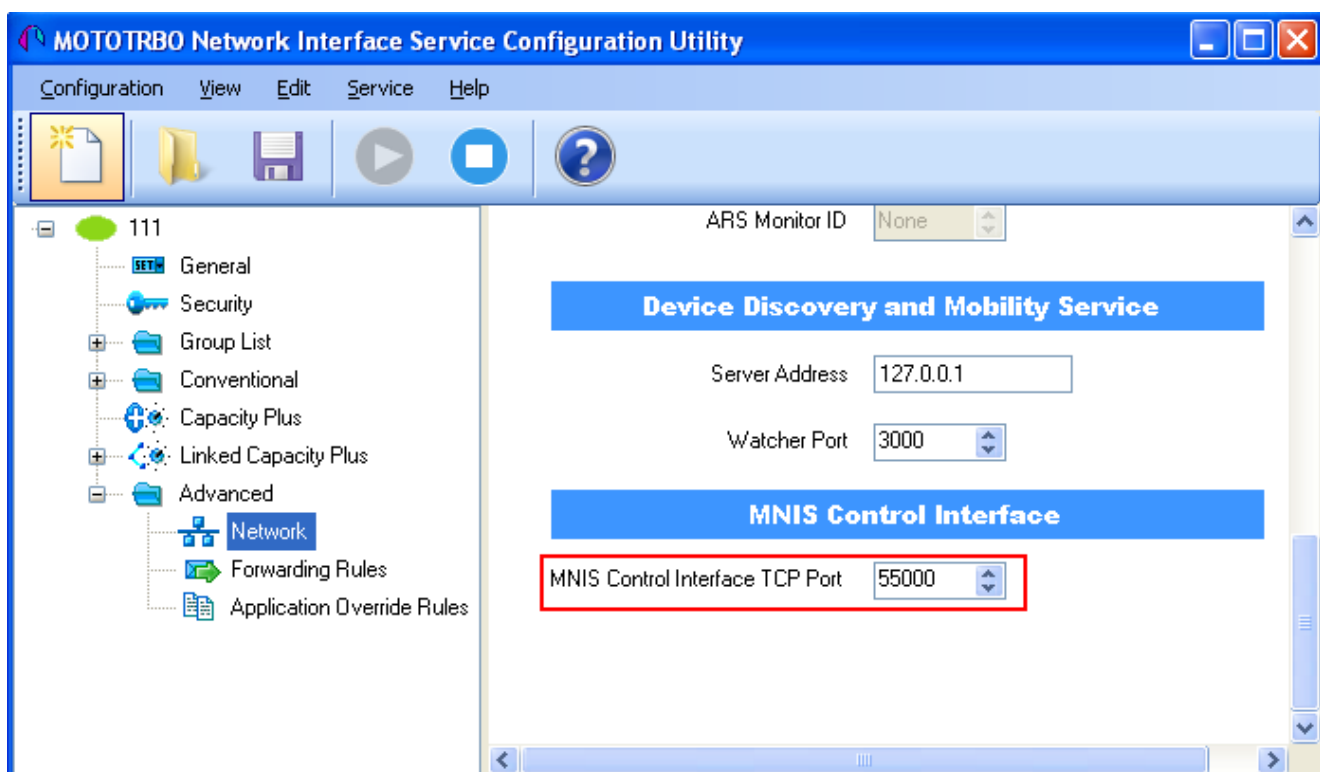 MOTOTRBO Network Interface Service Configuration Utility
Configuration View Edit Service Help
111
SET
General
Security
Group List
Conventional
Capacity Plus
Linked Capacity Plus
Advanced
Network
Forwarding Rules
Application Override Rules
ARS Monitor ID None
Device Discovery and Mobility Service
Server Address 127.0.0.1
Watcher Port 3000
MNIS Control Interface
MNIS Control Interface TCP Port 55000